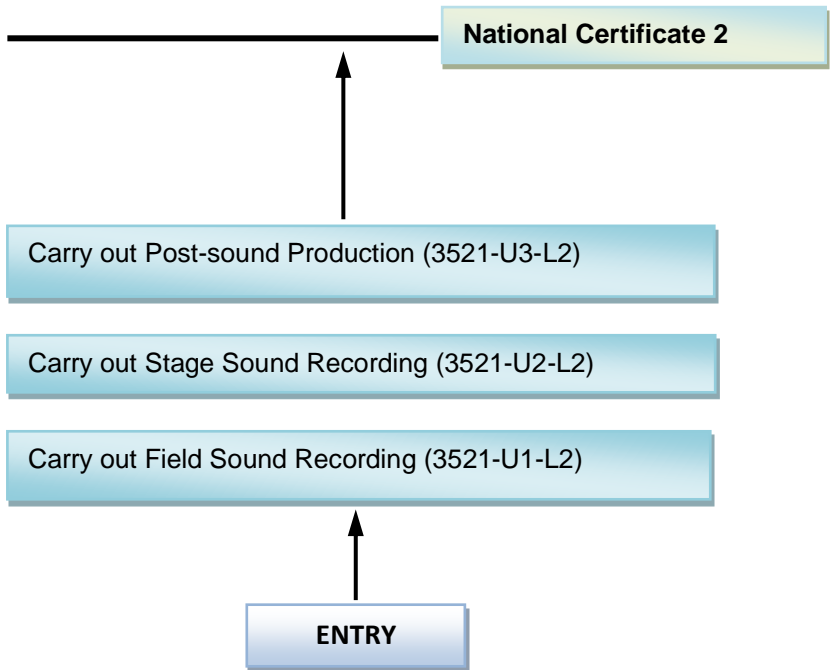 National Certificate 2
Carry out Post-sound Production (3521-U3-L2)
Carry out Stage Sound Recording (3521-U2-L2)
Carry out Field Sound Recording (3521-U1-L2)
ENTRY